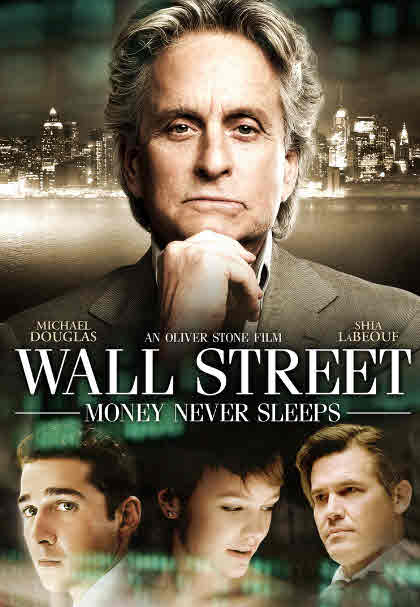 MICHAEL
DOUGLAS
AN OLIVER STONE FILM
SHIA
LABEOUF
WALL STREET
MONEY NEVER SLEEPS